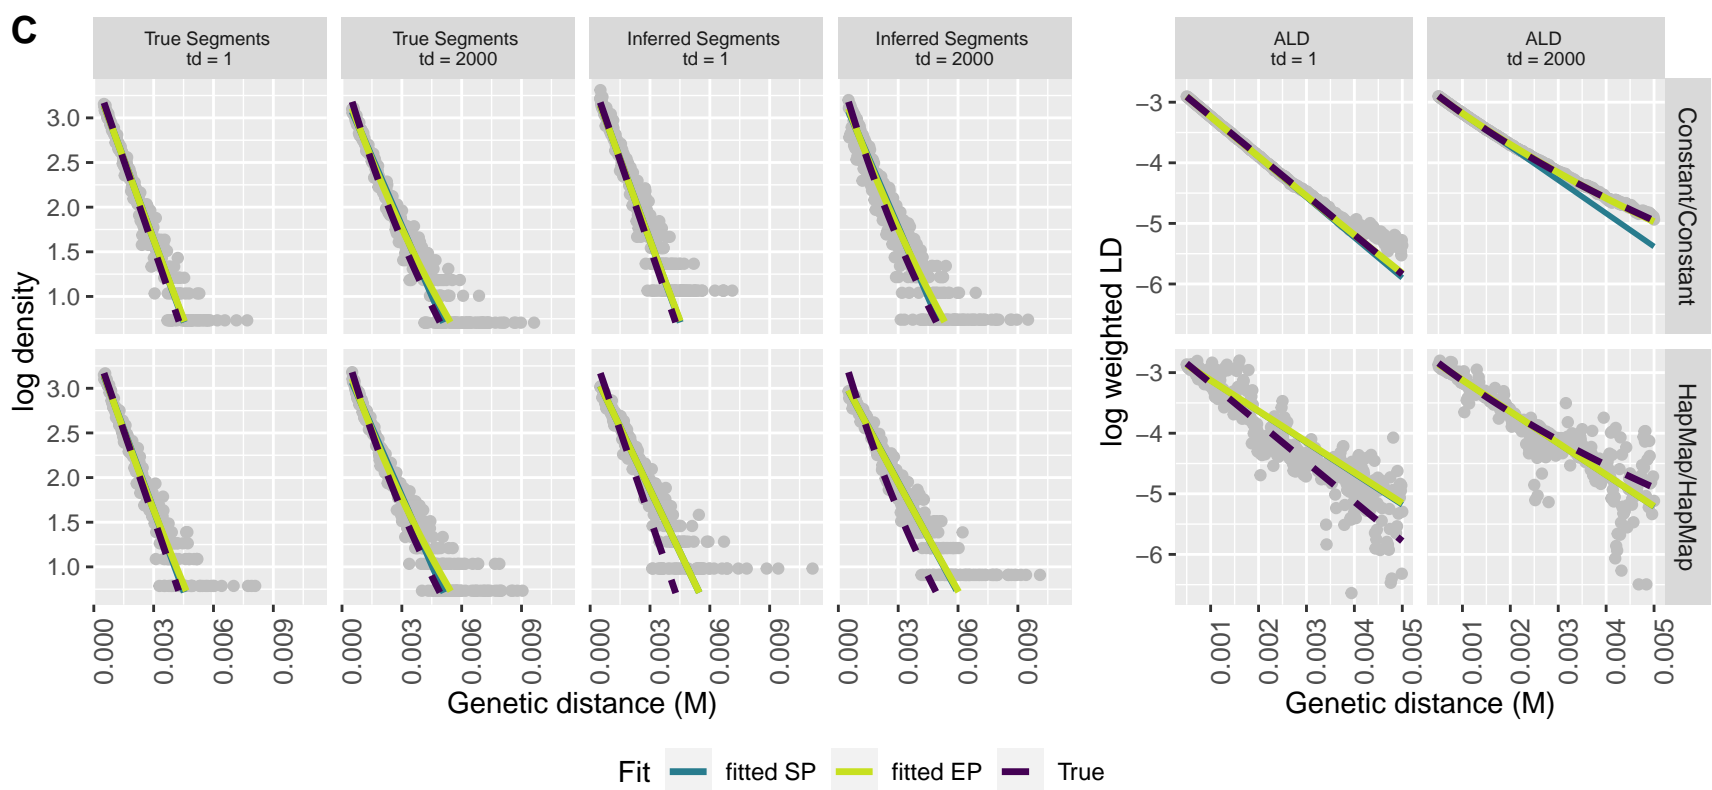 C
True Segments
td = 1
True Segments
td = 2000
Inferred Segments
td = 1
Inferred Segments
td = 2000
ALD
td = 1
ALD
td = 2000
log density
3.0
2.5
2.0
1.5
1.0
3.0
2.5
2.0
1.5
1.0
0.000
0.003
0.006
0.009
0.000
0.003
0.006
0.009
0.000
0.003
0.006
0.009
0.000
0.003
0.006
0.009
Genetic distance (M)
log weighted LD
−3
−4
−5
−6
−3
−4
−5
−6
Constant/Constant
HapMap/HapMap
0.001
0.002
0.003
0.004
0.005
0.001
0.002
0.003
0.004
0.005
Genetic distance (M)
Fit
fitted SP
fitted EP
True